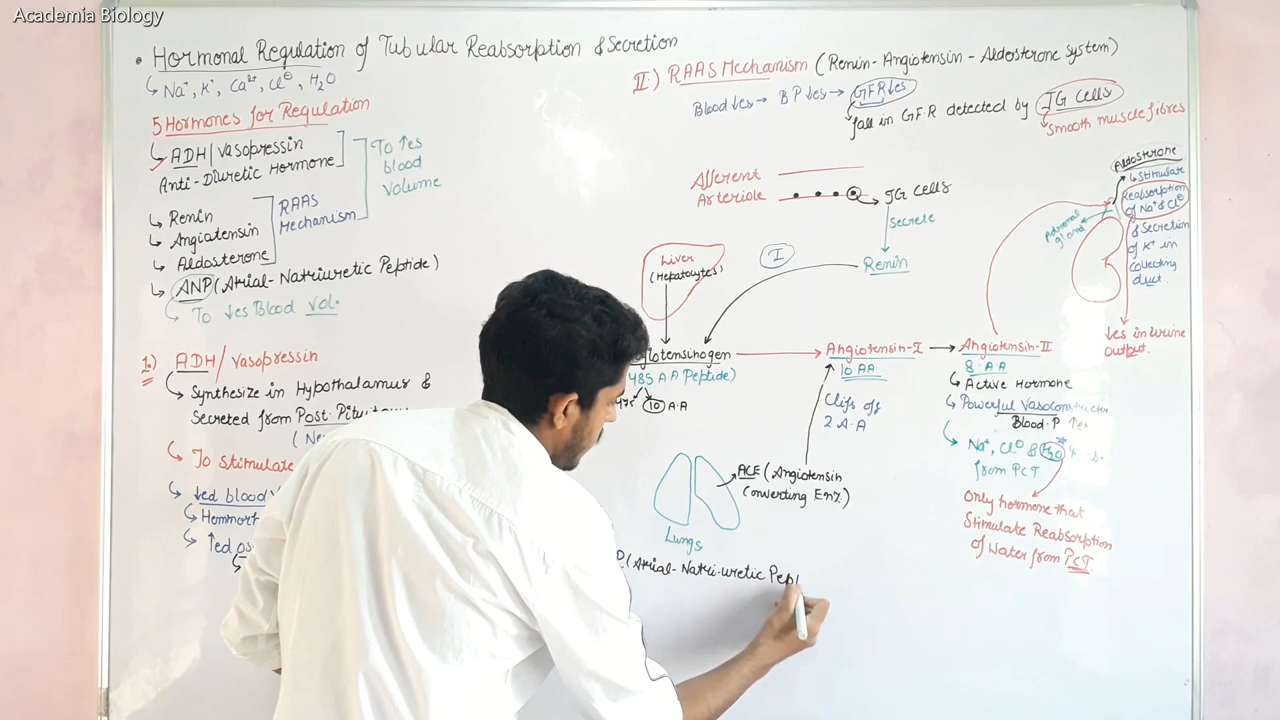 Academia Biology
• Hormonal Regulation of Tubular Reabsorption & Secretion
↳ Na⁺, K⁺, Ca²⁺, Cl⊖, H₂O
5 Hormones for Regulation
↳ ADH/Vasopressin
Anti-Diuretic Hormone
To ↑es
blood
volume
↳ Renin
↳ Angiotensin
↳ Aldosterone
RAAS
Mechanism
↳ ANP (Atrial-Natriuretic Peptide)
↳ To ↓es Blood vol.
1.) ADH/Vasopressin
↳ Synthesize in Hypothalamus &
Secreted from Post. Pituitary
(Ne
↳ To Stimulate
↳ ↓ed blood
↳ Hemmorh
↳ ↑ed os
II.) RAAS Mechanism (Renin-Angiotensin-Aldosterone system)
Blood ↓es → B P ↓es → GFR↓es
↳ fall in G.F.R detected by JG Cells
↳ smooth muscle fibres
Afferent
Arteriole
JG Cells
↓ secrete
Renin
I
Liver
(Hepatocytes)
giotensinogen
485 A.A Peptide)
475 10 A.A
Angiotensin-I
10 AA
Clifs off
2 A.A
Angiotensin-II
8 A.A
↳ Active Hormone
↳ Powerful Vasoconstructer
Blood.P ↑es
↳ Na⁺, Cl⊖ & H₂O
from PCT
Only hormone that
Stimulate Reabsorption
of Water from PCT.
Aldosterone
↳ Stimulate
Reabsorption
of Na⁺ & Cl⊖
& Secretion
of K⁺ in
collecting
duct.
Adrenal
gland
↓es in Urine
output.
ACE (Angiotensin
Converting Enz.)
Lungs
P (Atrial-Natri-uretic Pep